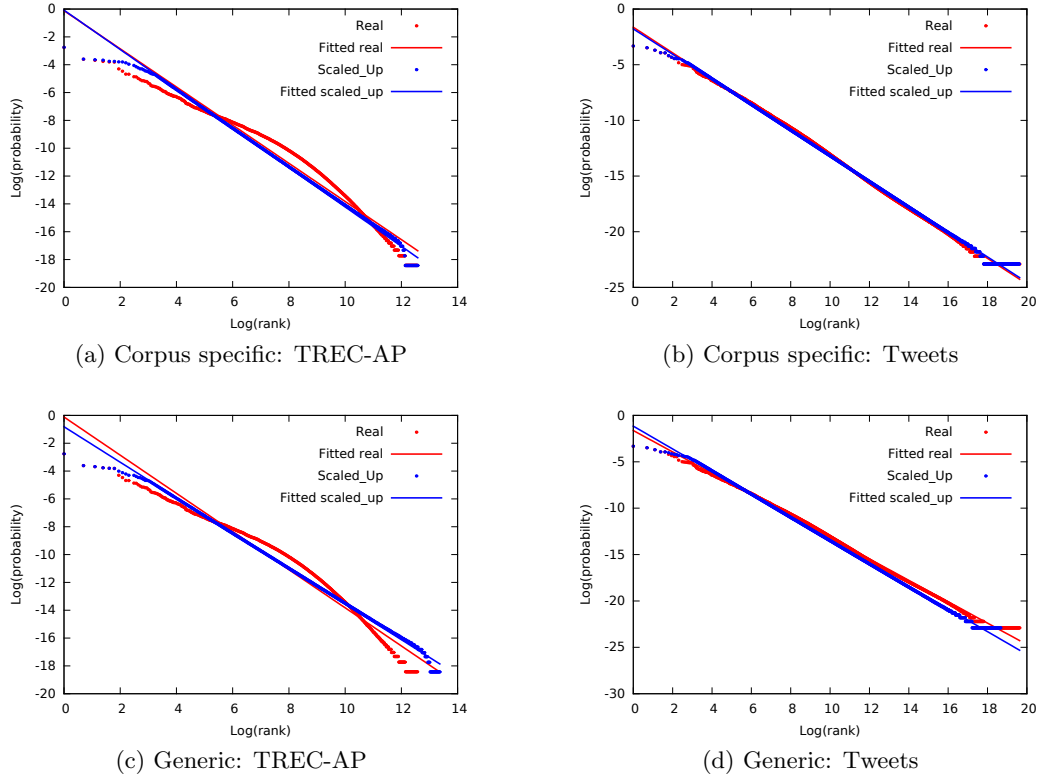 0
-2
-4
-6
-8
-10
-12
-14
-16
-18
-20
Log(probability)
Real
Fitted real
Scaled_Up
Fitted scaled_up
0 2 4 6 8 10 12 14
Log(rank)
(a) Corpus specific: TREC-AP
0
-5
-10
-15
-20
-25
Log(probability)
Real
Fitted real
Scaled_Up
Fitted scaled_up
0 2 4 6 8 10 12 14 16 18 20
Log(rank)
(b) Corpus specific: Tweets
0
-2
-4
-6
-8
-10
-12
-14
-16
-18
-20
Log(probability)
Real
Fitted real
Scaled_Up
Fitted scaled_up
0 2 4 6 8 10 12 14
Log(rank)
(c) Generic: TREC-AP
0
-5
-10
-15
-20
-25
-30
Log(probability)
Real
Fitted real
Scaled_Up
Fitted scaled_up
0 2 4 6 8 10 12 14 16 18 20
Log(rank)
(d) Generic: Tweets